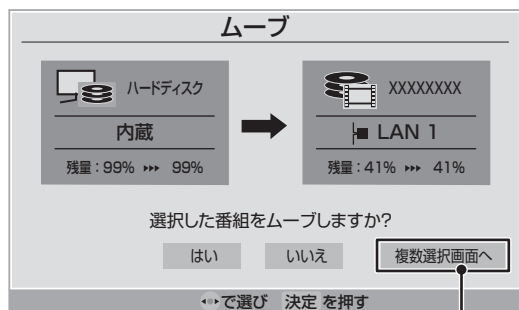 ムーブ
ハードディスク
内蔵
残量：99% ▸▸▸ 99%
XXXXXXXX
LAN 1
残量：41% ▸▸▸ 41%
選択した番組をムーブしますか?
はい
いいえ
複数選択画面へ
で選び 決定 を押す